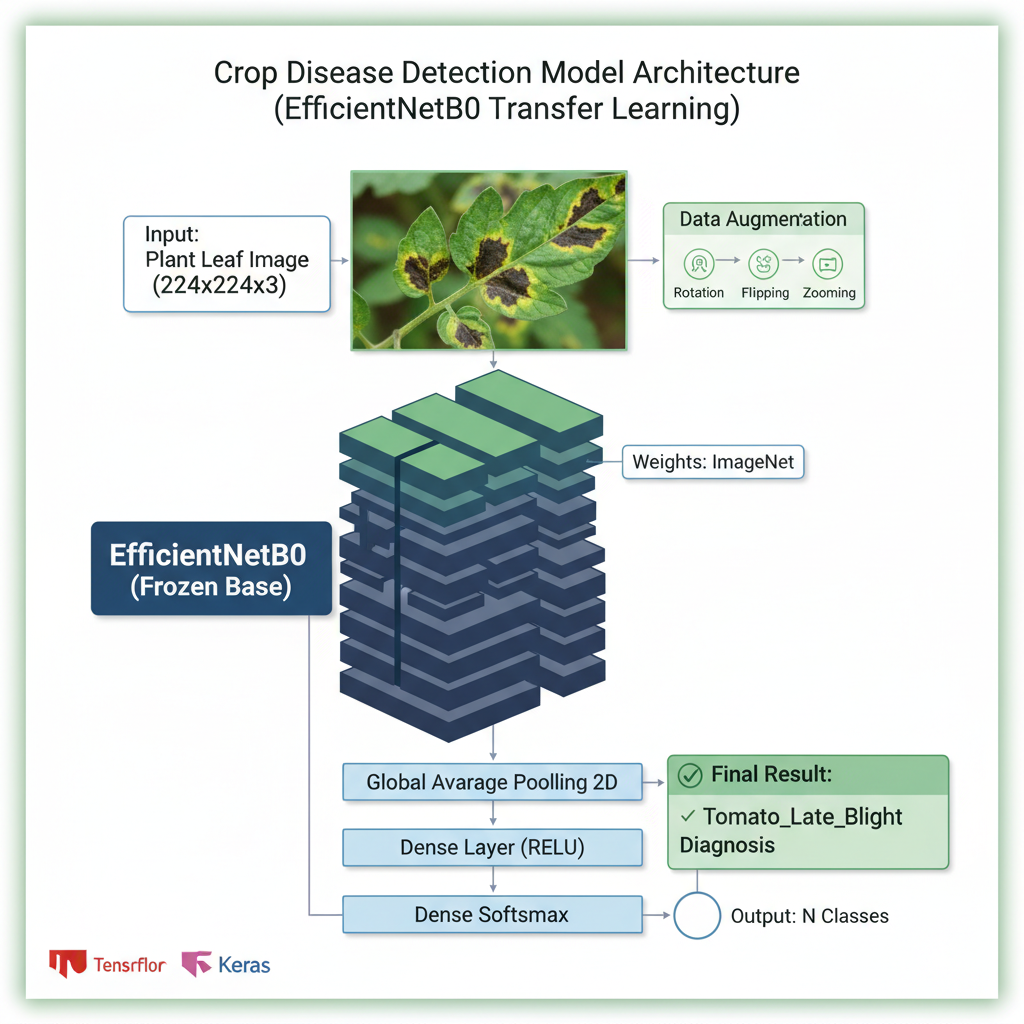 Crop Disease Detection Model Architecture
(EfficientNetB0 Transfer Learning)
Input:
Plant Leaf Image
(224x224x3)
Data Augmeration
Rotation
Flipping
Zooming
Weights: ImageNet
EfficientNetB0
(Frozen Base)
Global Avarage Poolling 2D
Final Result:
✓ Tomato_Late_Blight
Diagnosis
Dense Layer (RELU)
Dense Softsmax
Output: N Classes
Tensrflor
Keras